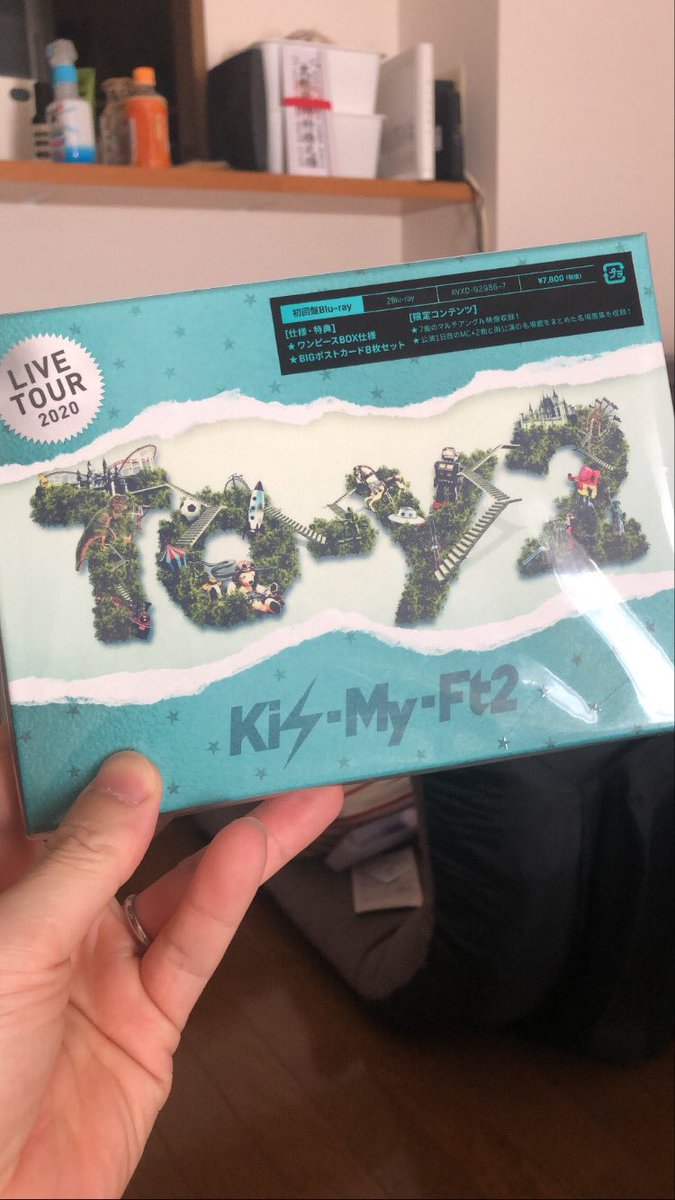 初回盤Blu-ray 2Blu-ray AVXD-92986-7 ¥7,800(税抜) プラ
[仕様・特典]
★ワンピースBOX仕様
★BIGポストカード8枚セット
[限定コンテンツ]
★7曲のマルチアングル映像収録!
★公演1日目のMC+2曲と両公演の名場面をまとめた名場面集を収録!
LIVE
TOUR
2020
TO-Y2
Kis-My-Ft2